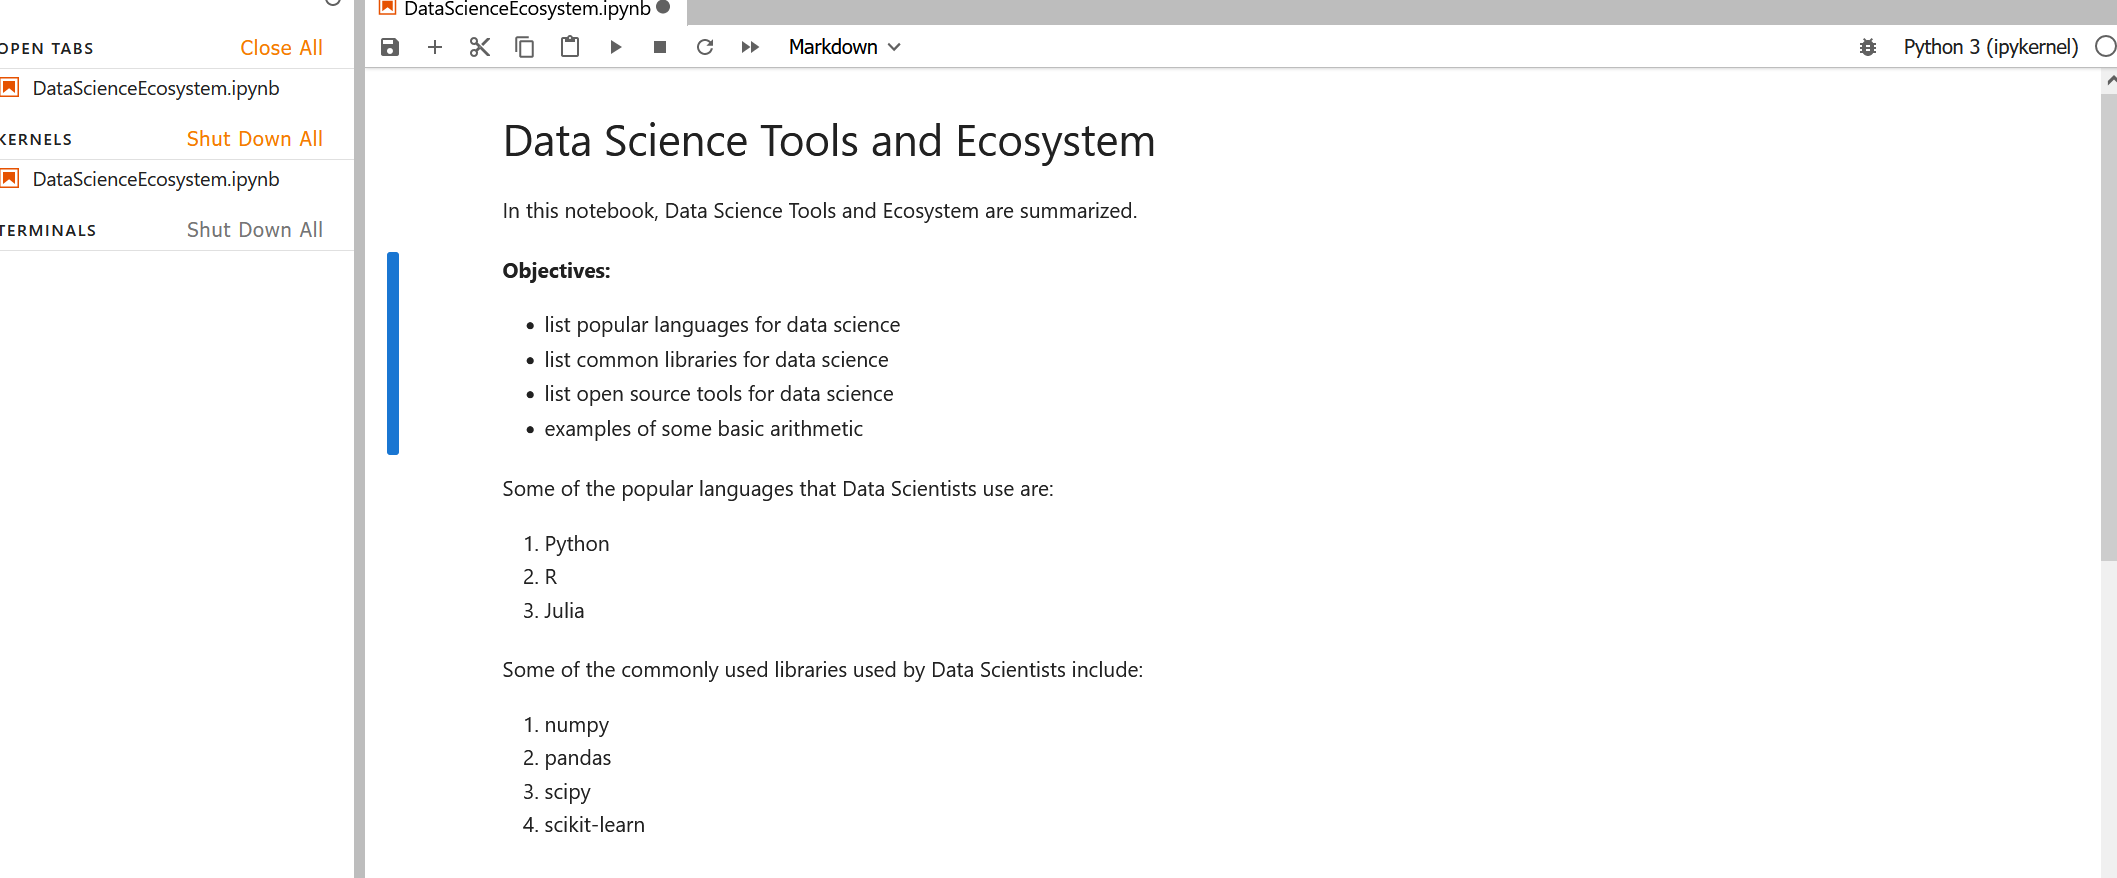 DataScienceEcosystem.ipynb
OPEN TABS Close All
DataScienceEcosystem.ipynb
KERNELS Shut Down All
DataScienceEcosystem.ipynb
TERMINALS Shut Down All
Markdown
Python 3 (ipykernel)
Data Science Tools and Ecosystem
In this notebook, Data Science Tools and Ecosystem are summarized.
Objectives:
• list popular languages for data science
• list common libraries for data science
• list open source tools for data science
• examples of some basic arithmetic
Some of the popular languages that Data Scientists use are:
1. Python
2. R
3. Julia
Some of the commonly used libraries used by Data Scientists include:
1. numpy
2. pandas
3. scipy
4. scikit-learn